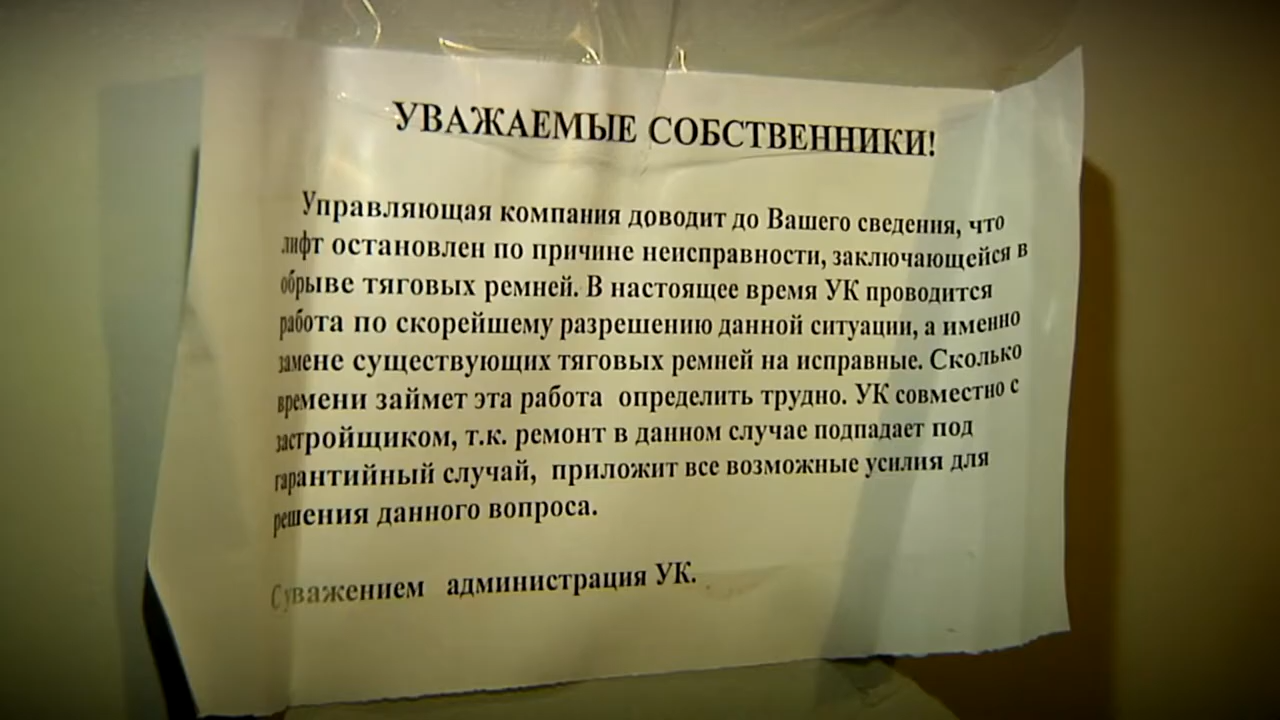 УВАЖАЕМЫЕ СОБСТВЕННИКИ!
Управляющая компания доводит до Вашего сведения, что
лифт остановлен по причине неисправности, заключающейся в
обрыве тяговых ремней. В настоящее время УК проводится
работа по скорейшему разрешению данной ситуации, а именно
замене существующих тяговых ремней на исправные. Сколько
времени займет эта работа определить трудно. УК совместно с
застройщиком, т.к. ремонт в данном случае подпадает под
гарантийный случай, приложит все возможные усилия для
решения данного вопроса.
С уважением администрация УК.